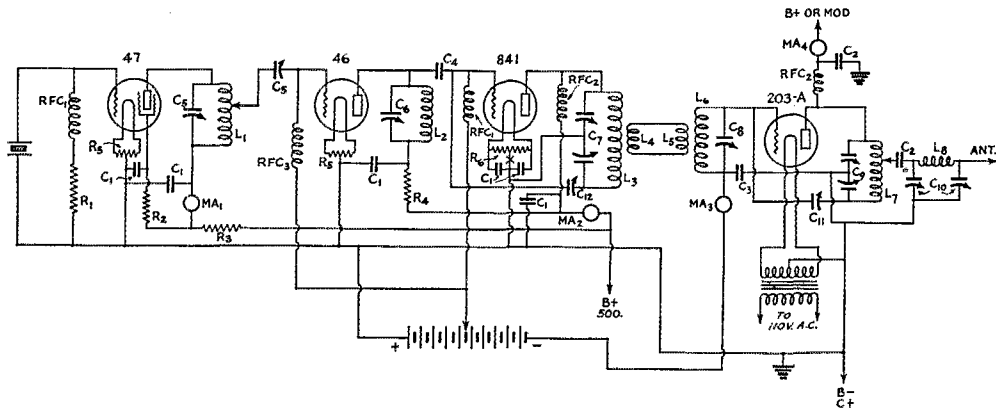 B+ OR MOD
MA4
C2
RFC2
47
46
C4
841
203-A
RFC1
C5
L1
C5
C6
L2
RFC1
RFC2
C7
L3
L4
L5
L6
C8
C9
L7
C2
L8
ANT.
C10
R5
C1
C1
RFC3
R5
C1
R6
C1
C12
C3
C11
R1
R2
MA1
R3
R4
C1
MA2
MA3
B+
500.
TO
110V. A.C.
+
−
B−
C+